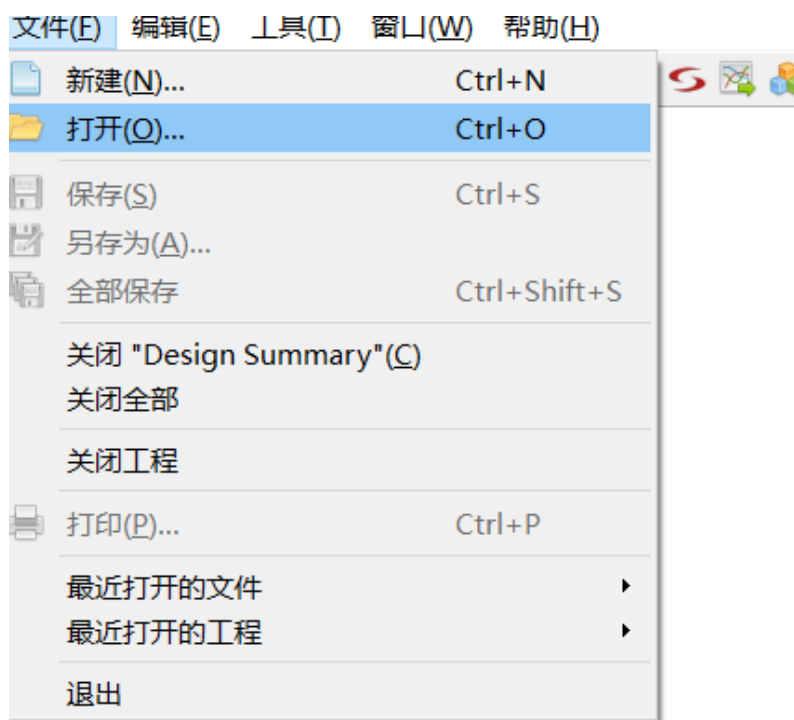 文件(F) 编辑(E) 工具(T) 窗口(W) 帮助(H)
新建(N)... Ctrl+N
打开(O)... Ctrl+O
保存(S) Ctrl+S
另存为(A)...
全部保存 Ctrl+Shift+S
关闭 "Design Summary"(C)
关闭全部
关闭工程
打印(P)... Ctrl+P
最近打开的文件
最近打开的工程
退出